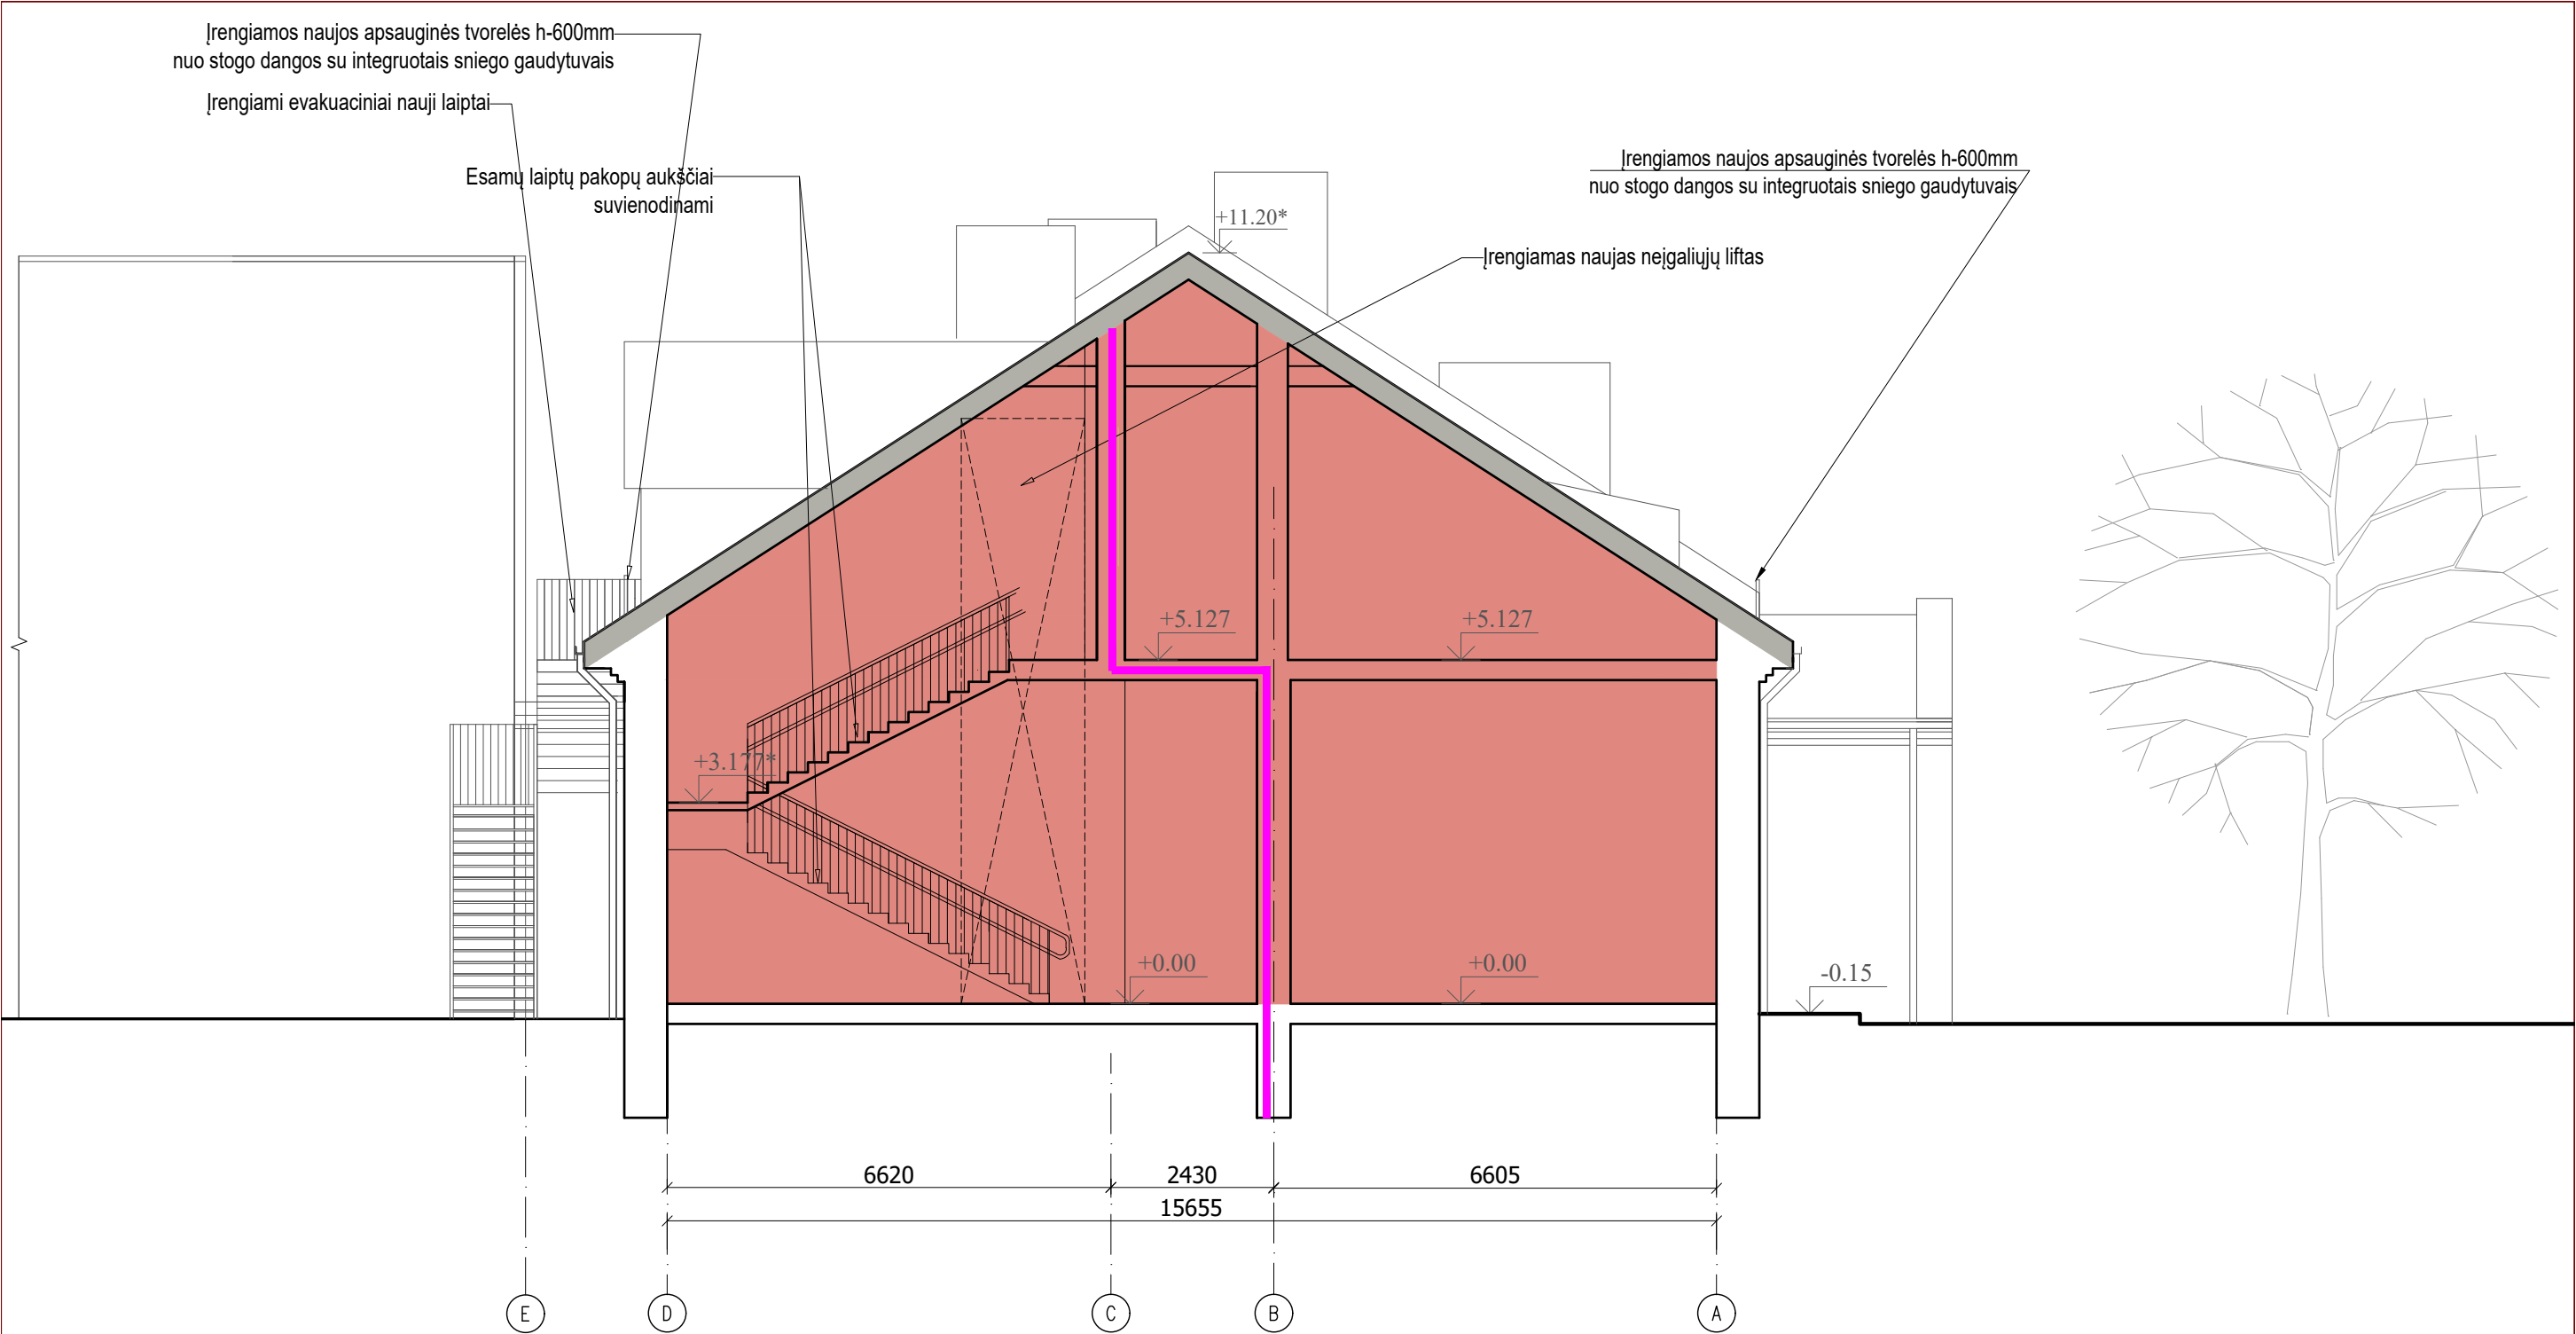 Įrengiamos naujos apsauginės tvorelės h-600mm
nuo stogo dangos su integruotais sniego gaudytuvais
Įrengiami evakuaciniai nauji laiptai
Esamų laiptų pakopų aukščiai
suvienodinami
Įrengiamos naujos apsauginės tvorelės h-600mm
nuo stogo dangos su integruotais sniego gaudytuvais
+11.20*
Įrengiamas naujas neįgaliųjų liftas
+5.127
+5.127
+3.177*
+0.00
+0.00
-0.15
6620
2430
6605
15655
E
D
C
B
A